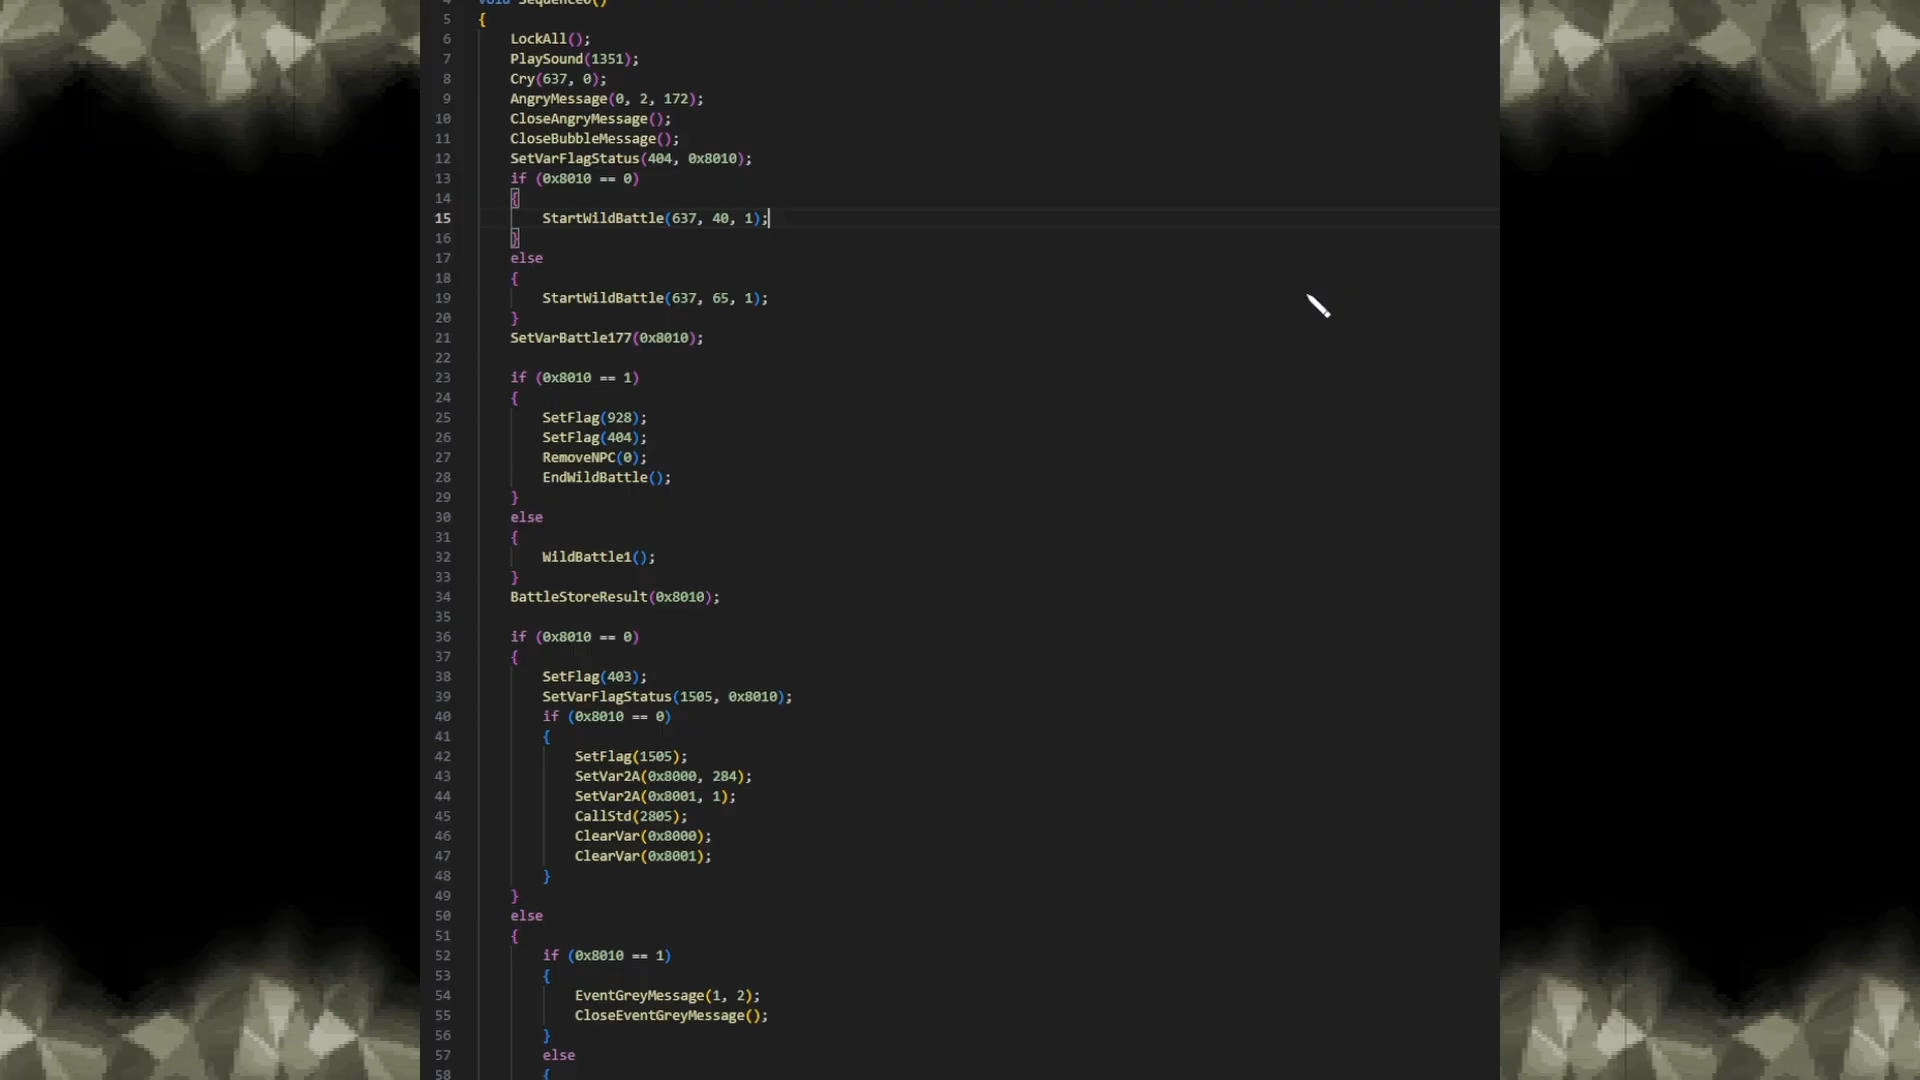 4 void Sequence6()
5 {
6 LockAll();
7 PlaySound(1351);
8 Cry(637, 0);
9 AngryMessage(0, 2, 172);
10 CloseAngryMessage();
11 CloseBubbleMessage();
12 SetVarFlagStatus(404, 0x8010);
13 if (0x8010 == 0)
14 {
15 StartWildBattle(637, 40, 1);
16 }
17 else
18 {
19 StartWildBattle(637, 65, 1);
20 }
21 SetVarBattle177(0x8010);
22
23 if (0x8010 == 1)
24 {
25 SetFlag(928);
26 SetFlag(404);
27 RemoveNPC(0);
28 EndWildBattle();
29 }
30 else
31 {
32 WildBattle1();
33 }
34 BattleStoreResult(0x8010);
35
36 if (0x8010 == 0)
37 {
38 SetFlag(403);
39 SetVarFlagStatus(1505, 0x8010);
40 if (0x8010 == 0)
41 {
42 SetFlag(1505);
43 SetVar2A(0x8000, 284);
44 SetVar2A(0x8001, 1);
45 CallStd(2805);
46 ClearVar(0x8000);
47 ClearVar(0x8001);
48 }
49 }
50 else
51 {
52 if (0x8010 == 1)
53 {
54 EventGreyMessage(1, 2);
55 CloseEventGreyMessage();
56 }
57 else
58 {